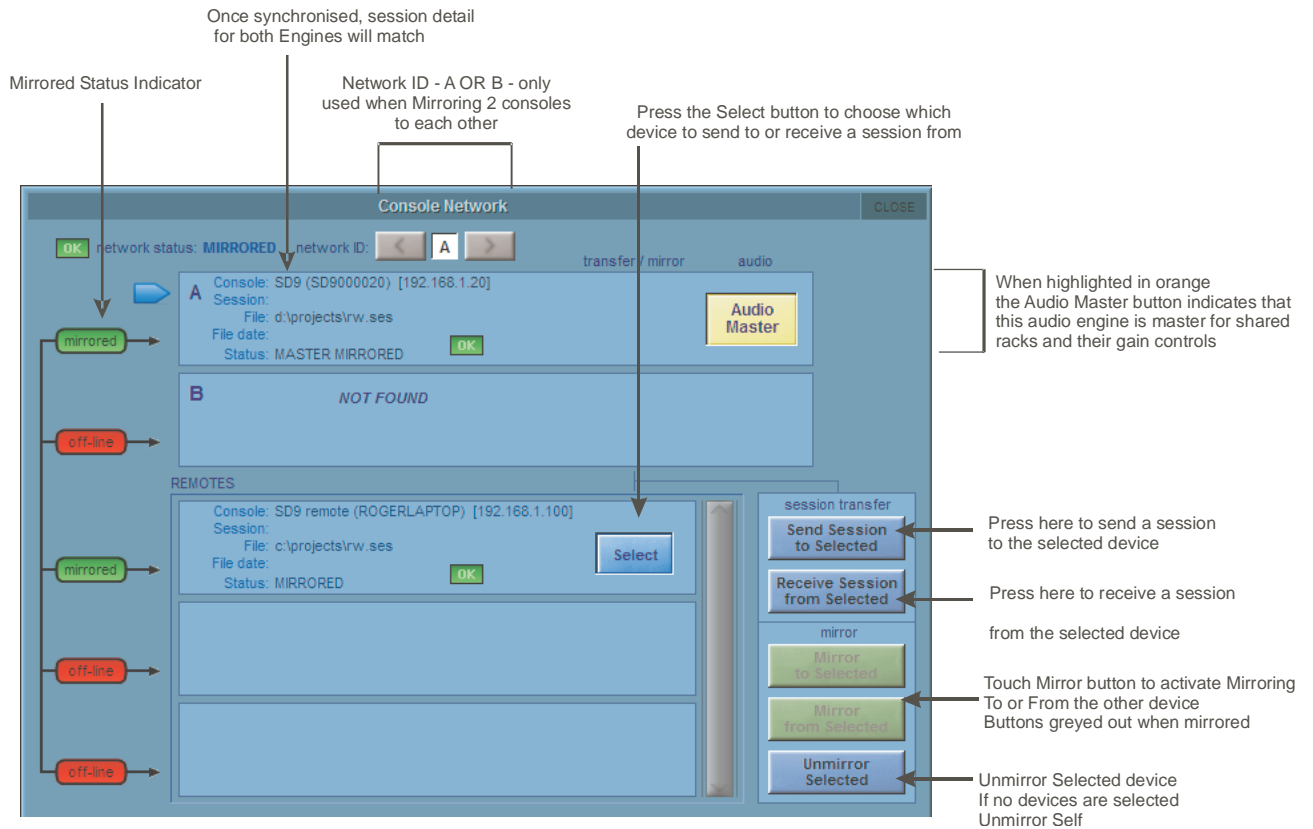 Once synchronised, session detail
for both Engines will match
Mirrored Status Indicator
Network ID - A OR B - only
used when Mirroring 2 consoles
to each other
Press the Select button to choose which
device to send to or receive a session from
Console Network
CLOSE
OK network status: MIRRORED network ID: < A >
transfer / mirror audio
A Console: SD9 (SD9000020) [192.168.1.20]
Session:
File: d:\projects\rw.ses
File date:
Status: MASTER MIRRORED OK
Audio
Master
When highlighted in orange
the Audio Master button indicates that
this audio engine is master for shared
racks and their gain controls
mirrored
B NOT FOUND
off-line
REMOTES
Console: SD9 remote (ROGERLAPTOP) [192.168.1.100]
Session:
File: c:\projects\rw.ses
File date:
Status: MIRRORED OK
Select
mirrored
off-line
off-line
session transfer
Send Session
to Selected
Press here to send a session
to the selected device
Receive Session
from Selected
Press here to receive a session
from the selected device
mirror
Mirror
to Selected
Mirror
from Selected
Touch Mirror button to activate Mirroring
To or From the other device
Buttons greyed out when mirrored
Unmirror
Selected
Unmirror Selected device
If no devices are selected
Unmirror Self